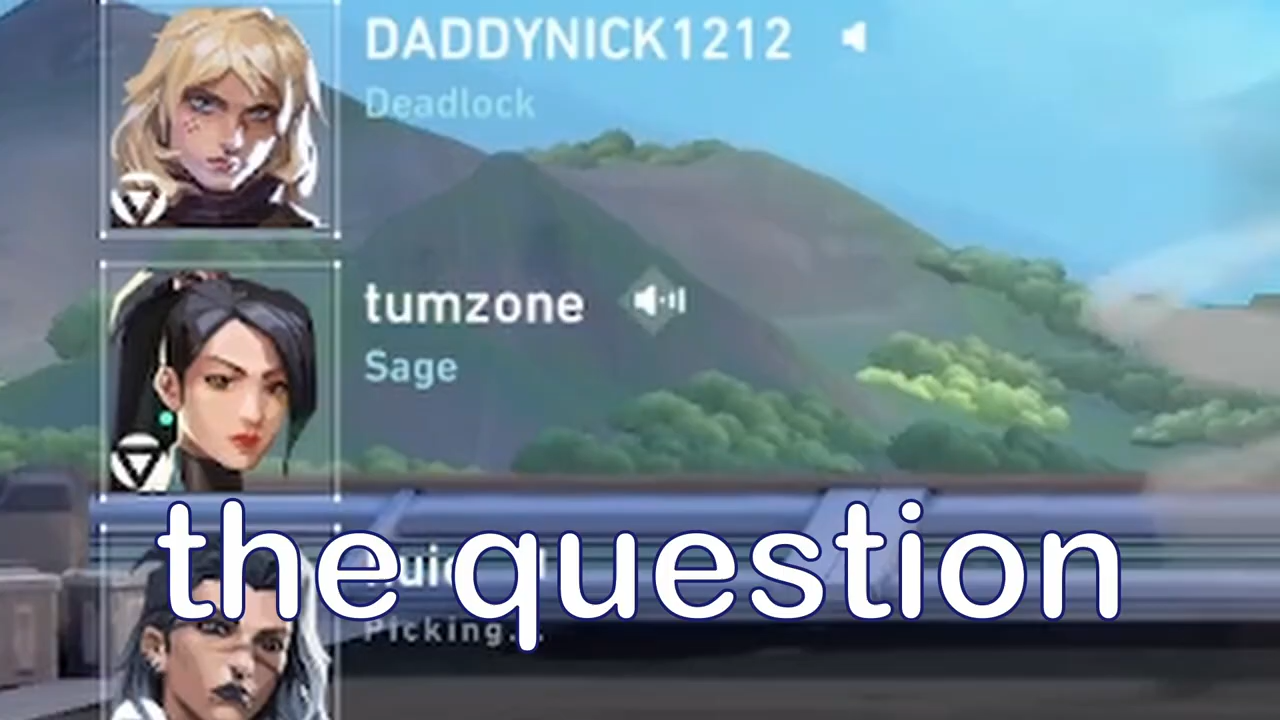 DADDYNICK1212
Deadlock
tumzone
Sage
the question
Picking...